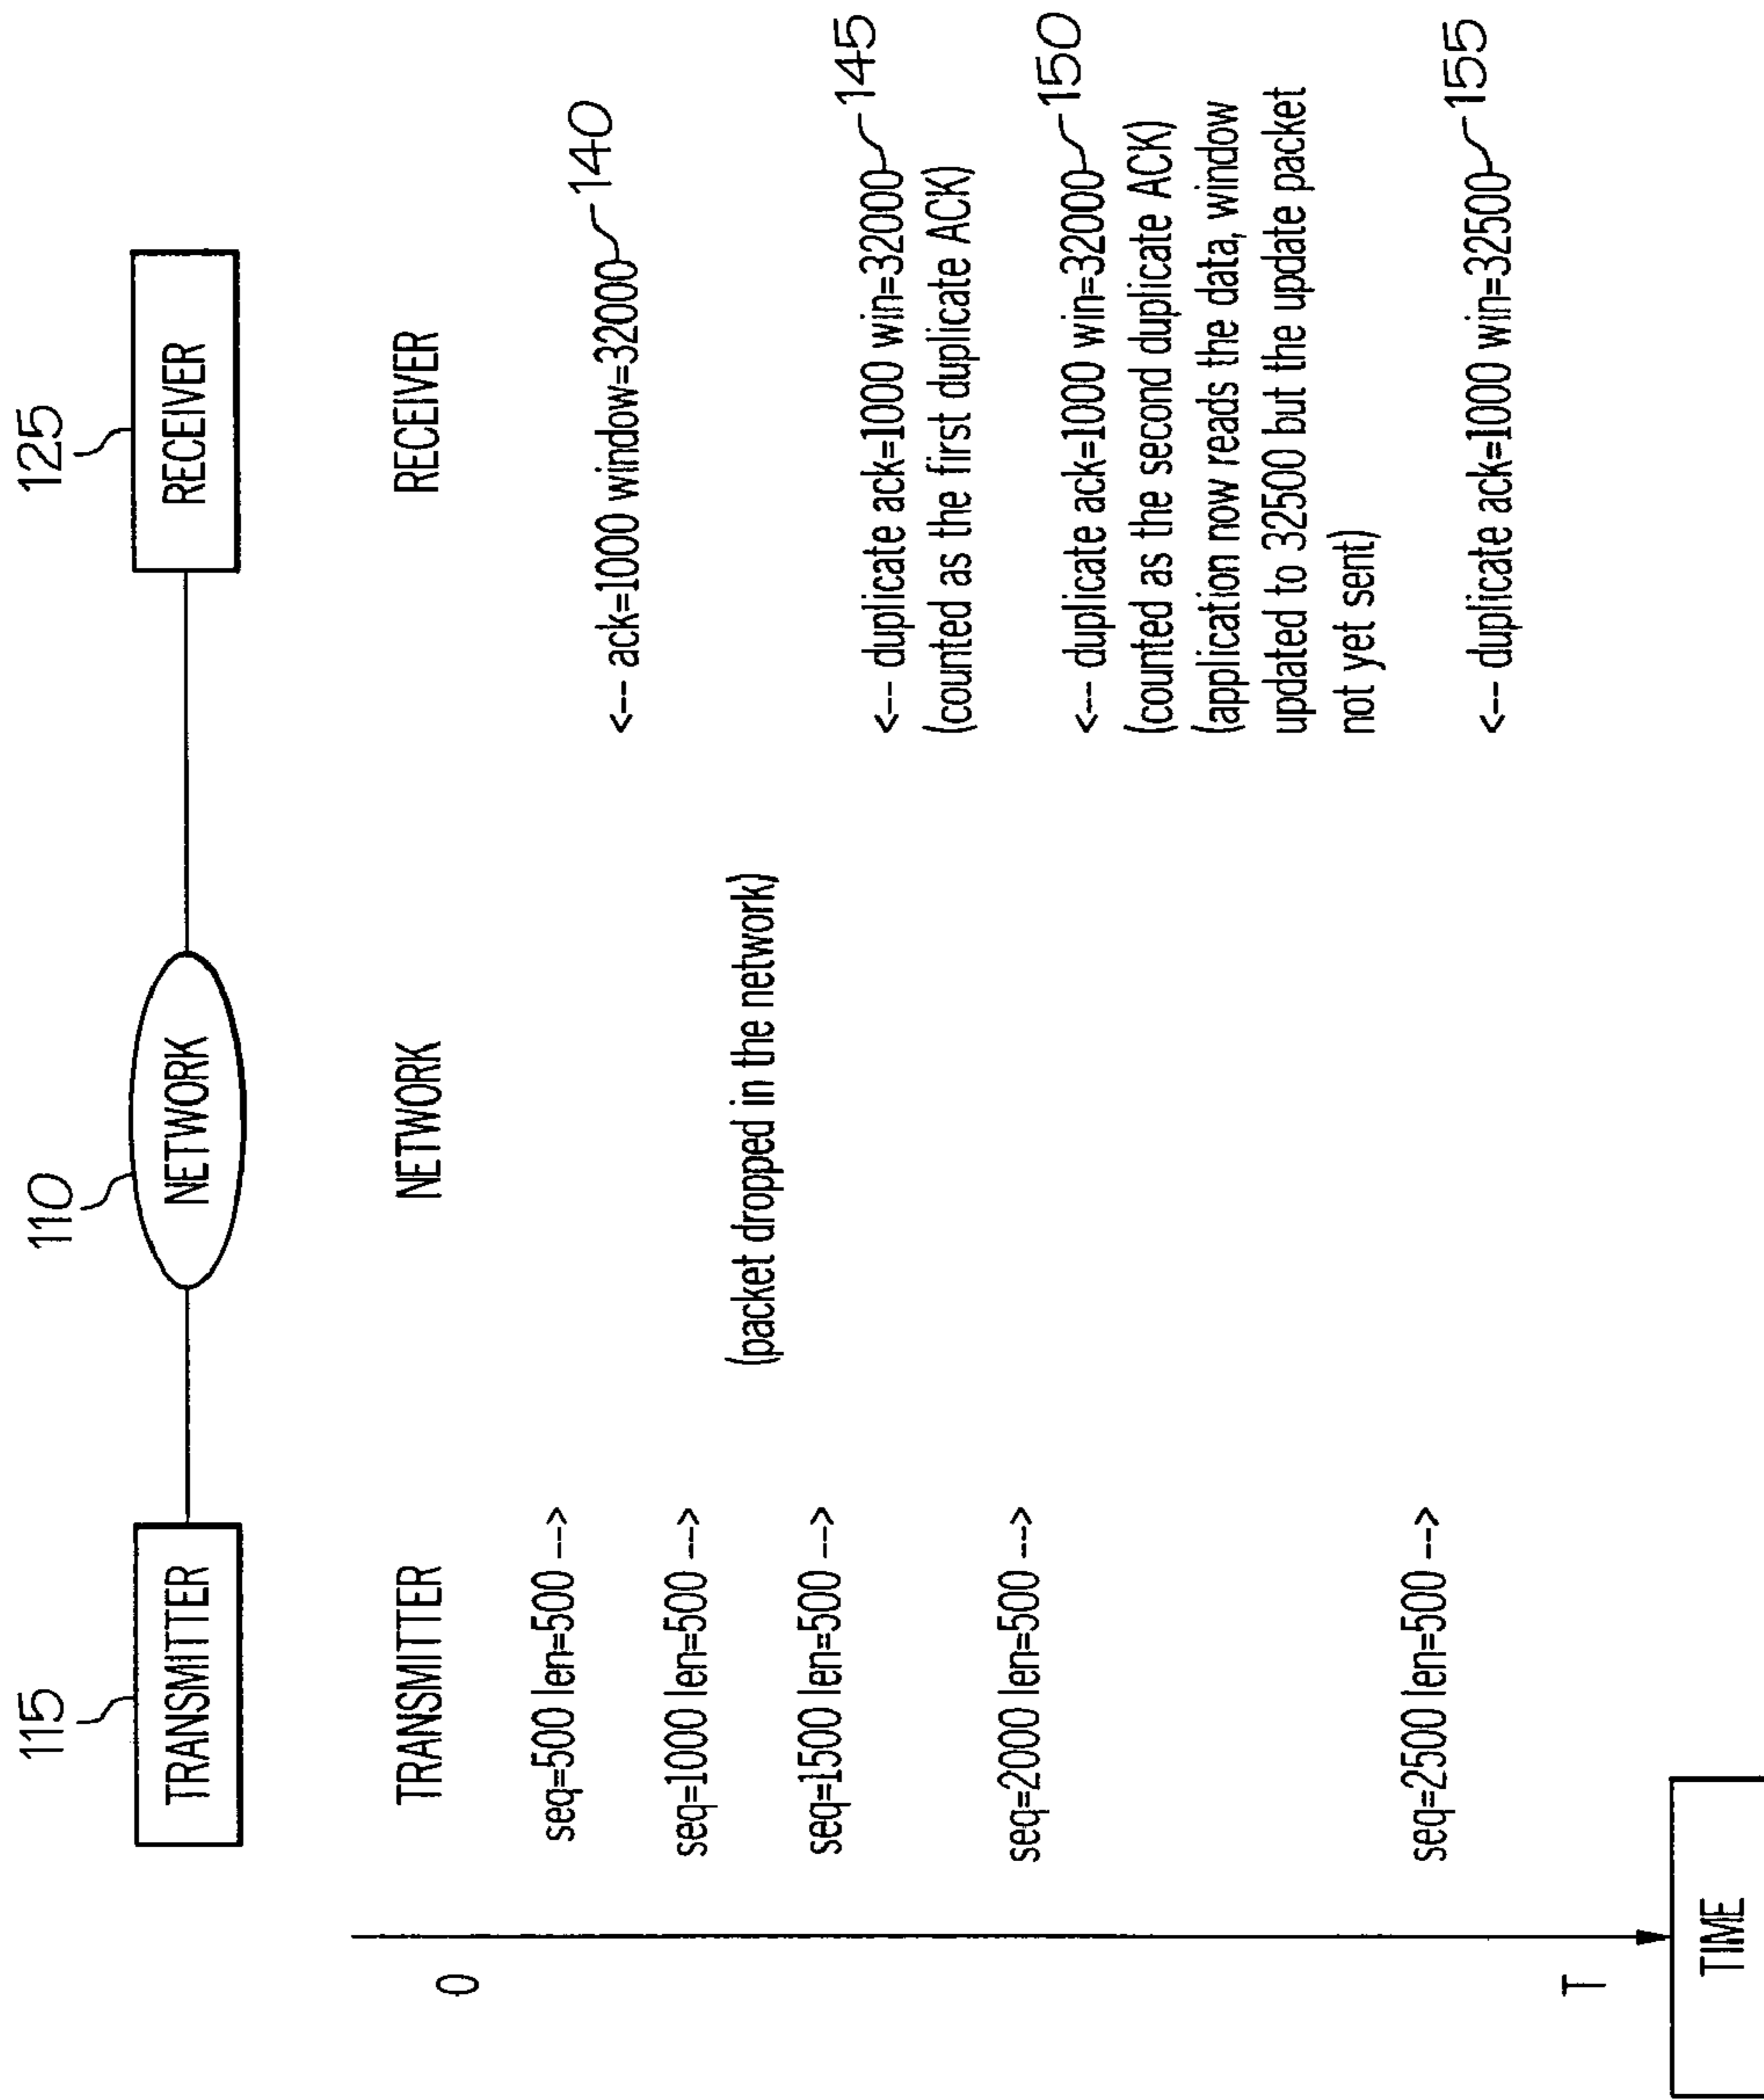 115
110
125
TRANSMITTER
NETWORK
RECEIVER
TRANSMITTER
NETWORK
RECEIVER
0
seq=500 len=500 --->
<--- ack=1000 window=32000
140
seq=1000 len=500 --->
(packet dropped in the network)
seq=1500 len=500 --->
<--- duplicate ack=1000 win=32000
145
(counted as the first duplicate ACK)
seq=2000 len=500 --->
<--- duplicate ack=1000 win=32000
150
(counted as the second duplicate ACK)
(application now reads the data, window
updated to 32500 but the update packet
not yet sent)
seq=2500 len=500 --->
<--- duplicate ack=1000 win=32500
155
T
TIME